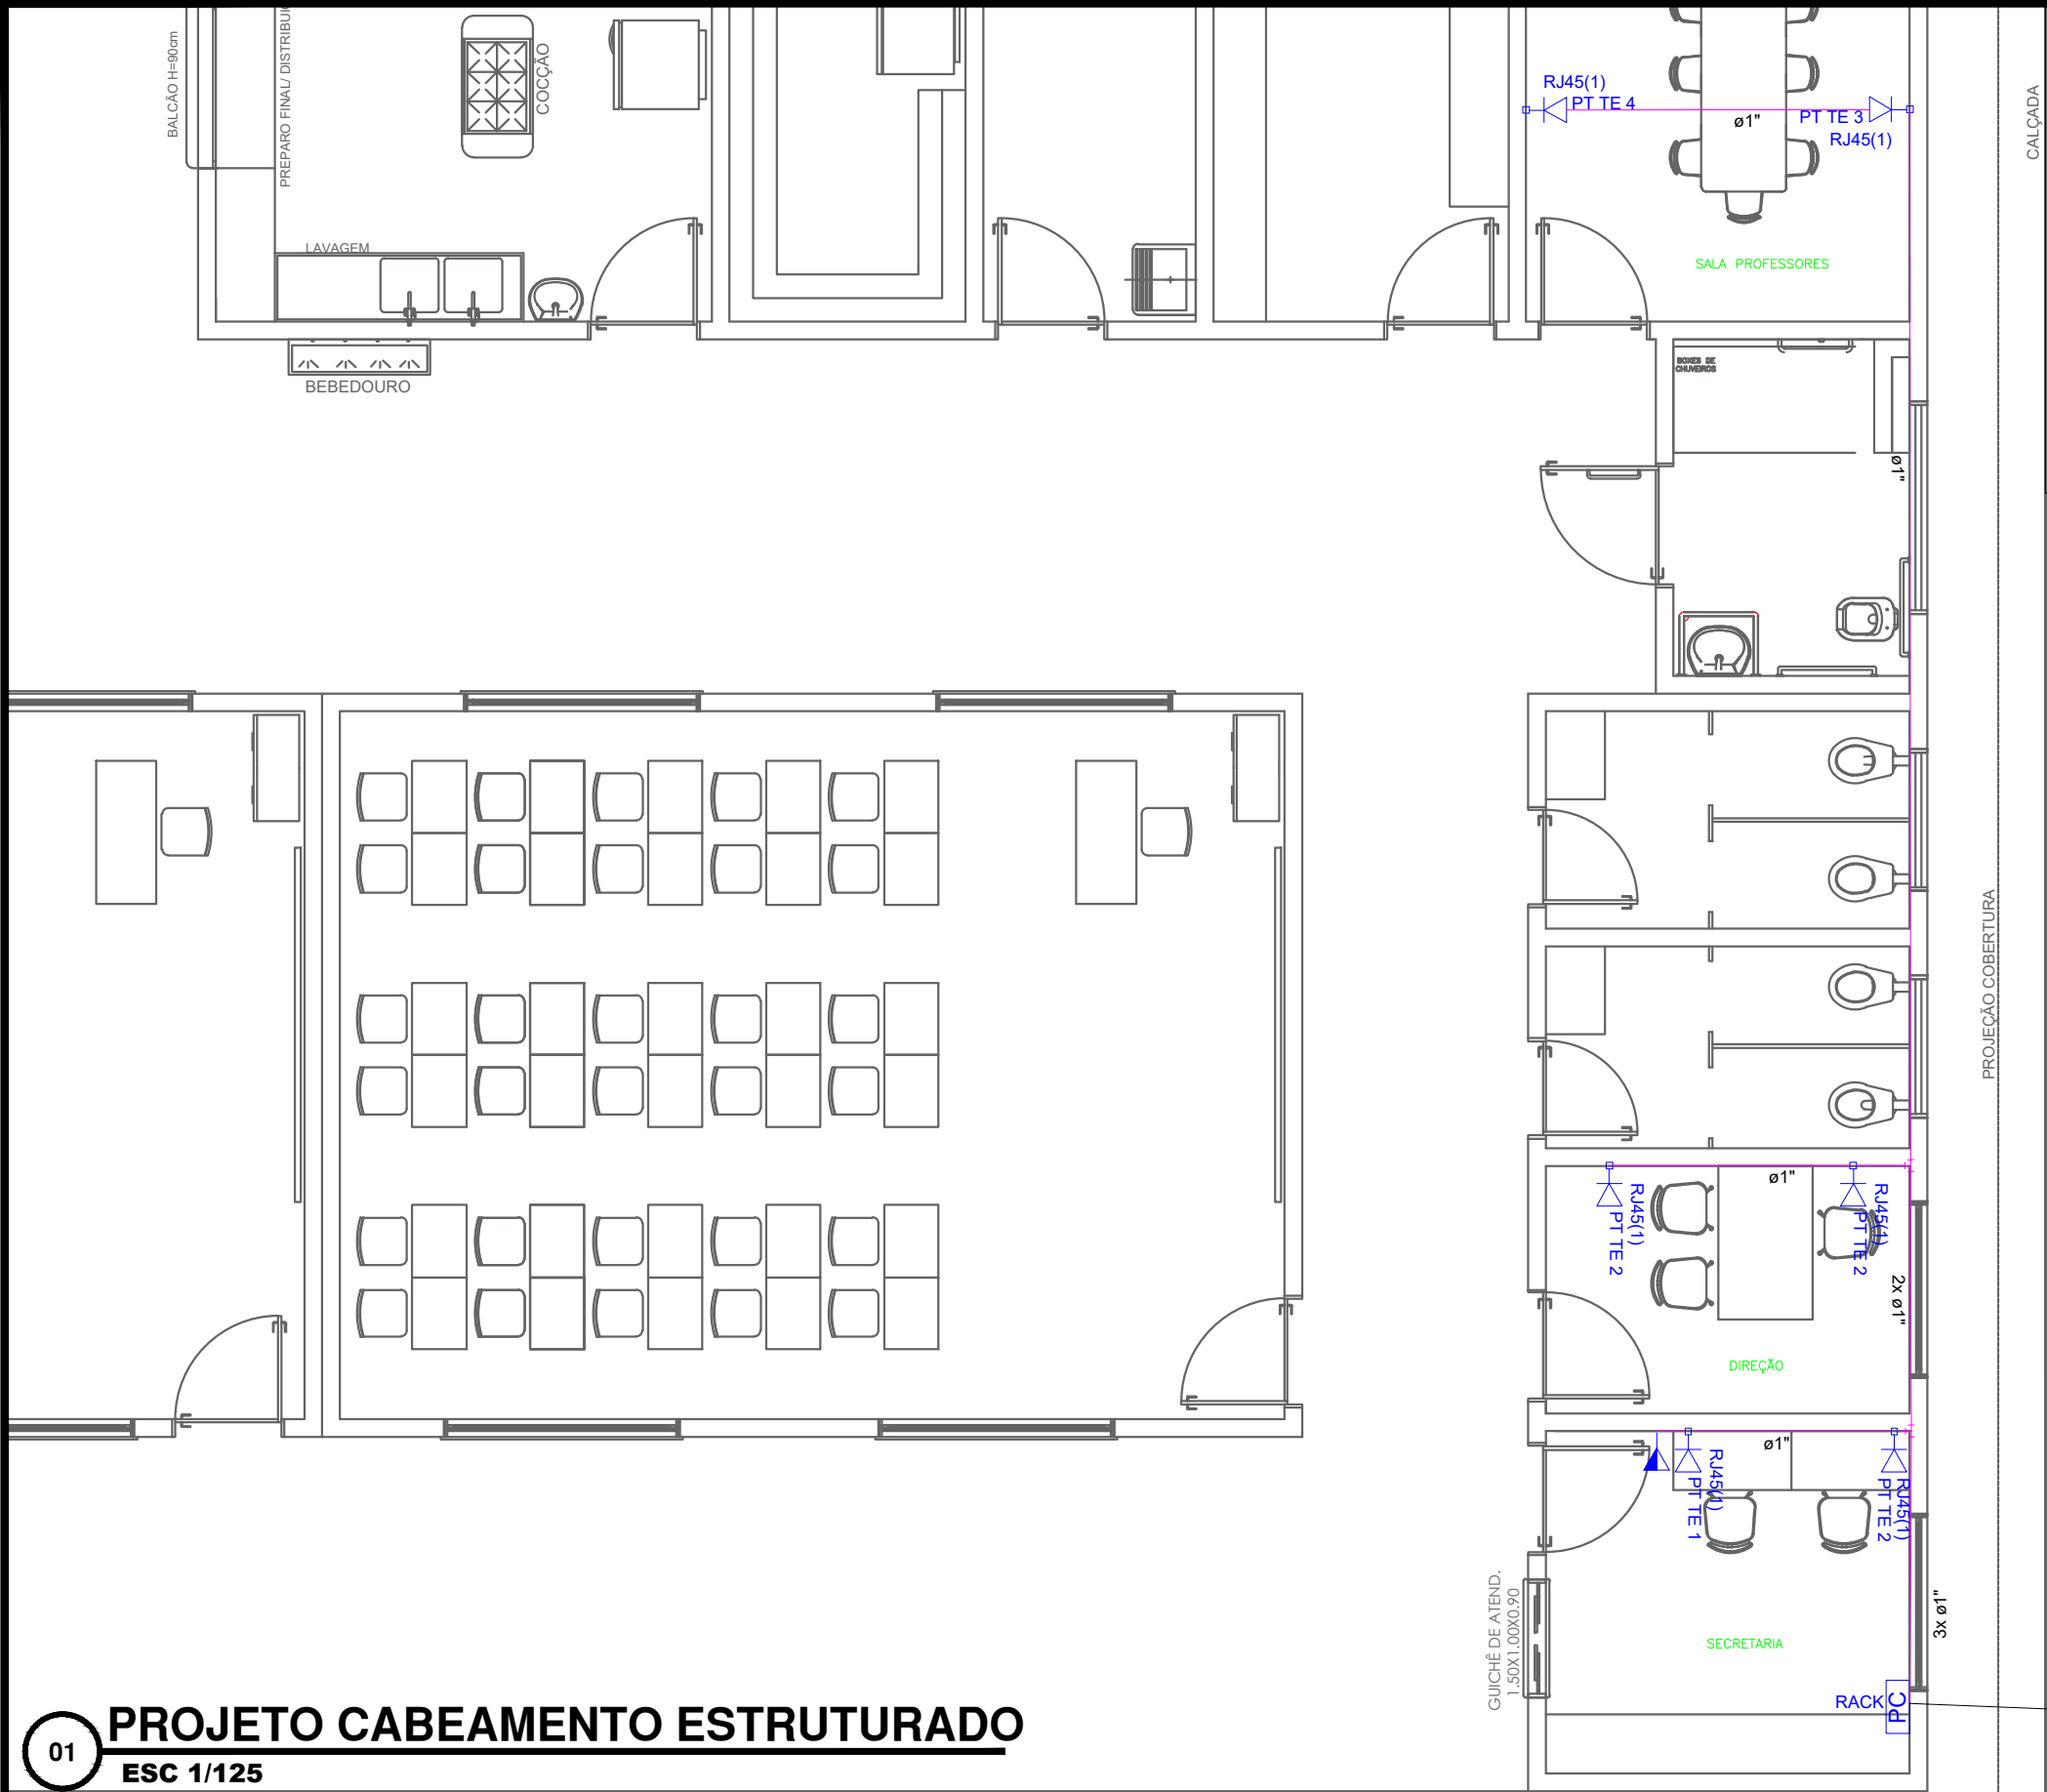 BALCÃO H=90cm
PREPARO FINAL/ DISTRIBUI
COCÇÃO
LAVAGEM
BEBEDOURO
RJ45(1)
PT TE 4
ø1"
PT TE 3
RJ45(1)
SALA PROFESSORES
CALÇADA
BOXES DE
CHUVEIROS
ø1"
PROJEÇÃO COBERTURA
RJ45(1)
PT TE 2
ø1"
RJ45(1)
PT TE 2
2x ø1"
DIREÇÃO
ø1"
RJ45(1)
PT TE 1
RJ45(1)
PT TE 2
GUICHÊ DE ATEND.
1.50X1.00X0.90
3x ø1"
SECRETARIA
RACK
PC
01
PROJETO CABEAMENTO ESTRUTURADO
ESC 1/125